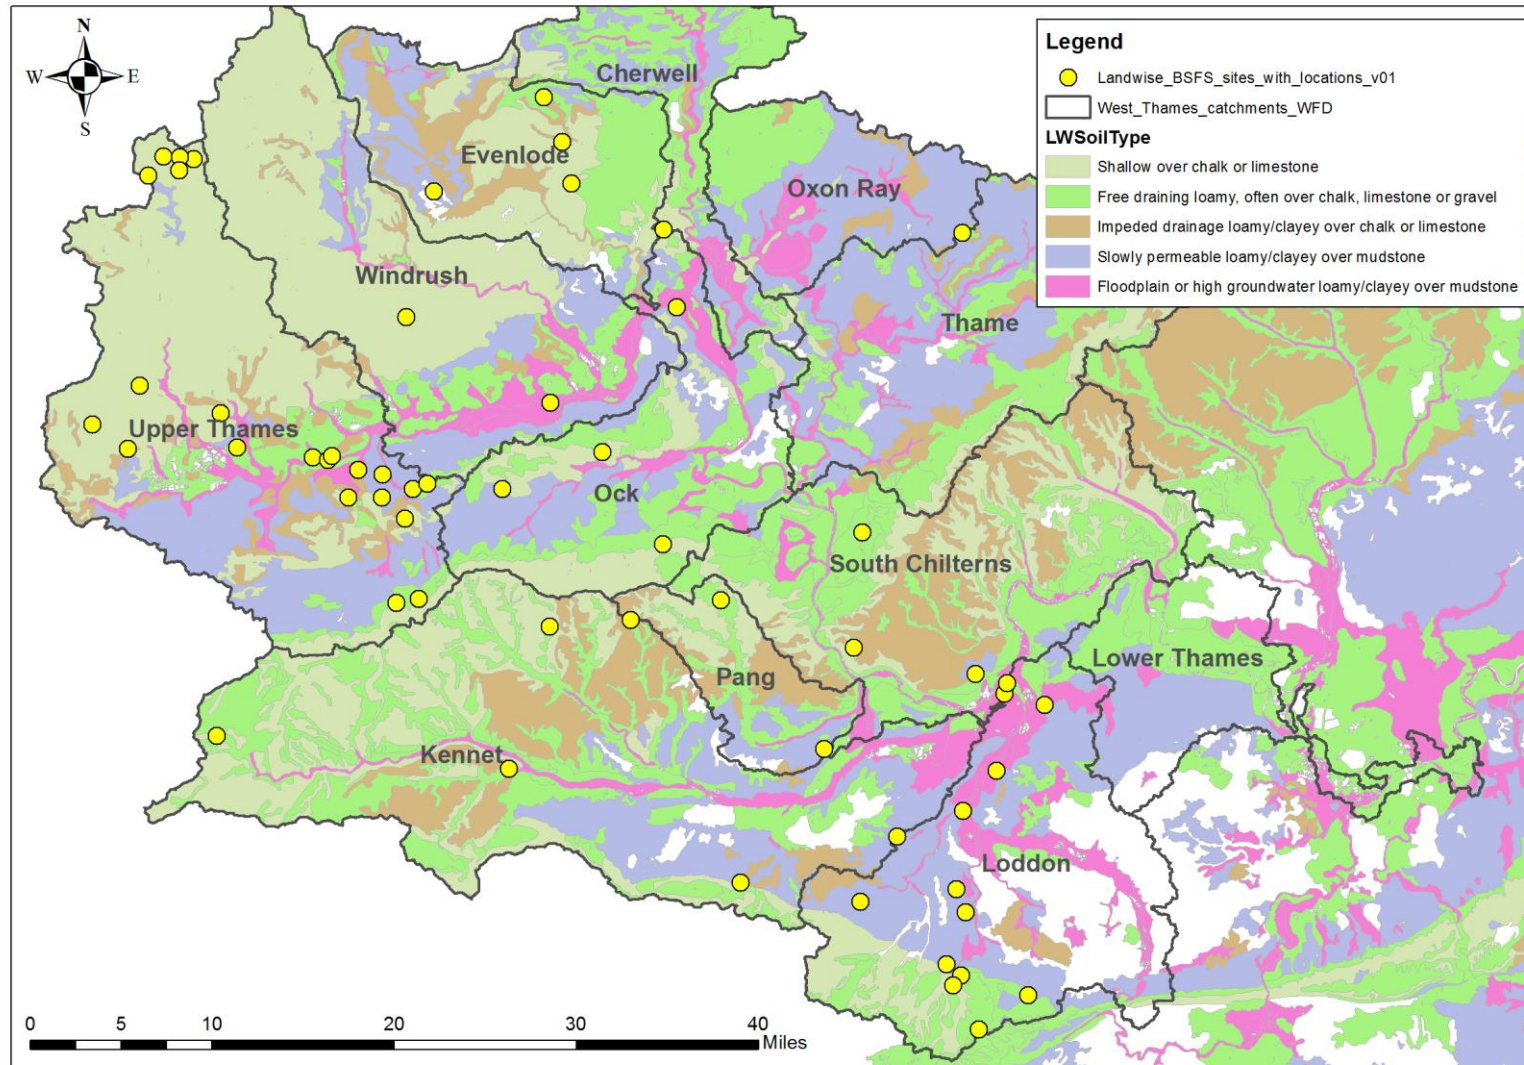 N
W E
S
Legend
Landwise_BSFS_sites_with_locations_v01
West_Thames_catchments_WFD
LWSoilType
Shallow over chalk or limestone
Free draining loamy, often over chalk, limestone or gravel
Impeded drainage loamy/clayey over chalk or limestone
Slowly permeable loamy/clayey over mudstone
Floodplain or high groundwater loamy/clayey over mudstone
Cherwell
Evenlode
Oxon Ray
Windrush
Thame
Upper Thames
Ock
South Chilterns
Lower Thames
Pang
Kennet
Loddon
0 5 10 20 30 40
Miles